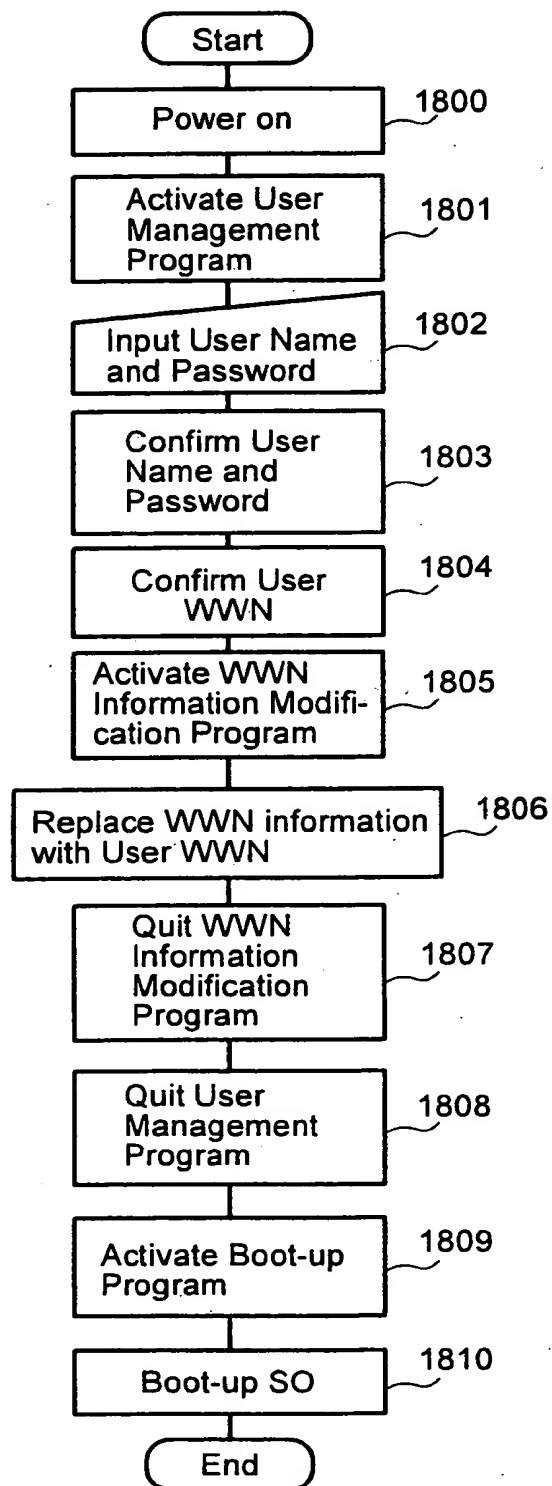 Start
Power on
1800
Activate User
Management
Program
1801
Input User Name
and Password
1802
Confirm User
Name and
Password
1803
Confirm User
WWN
1804
Activate WWN
Information Modifi-
cation Program
1805
Replace WWN information
with User WWN
1806
Quit WWN
Information
Modification
Program
1807
Quit User
Management
Program
1808
Activate Boot-up
Program
1809
Boot-up SO
1810
End